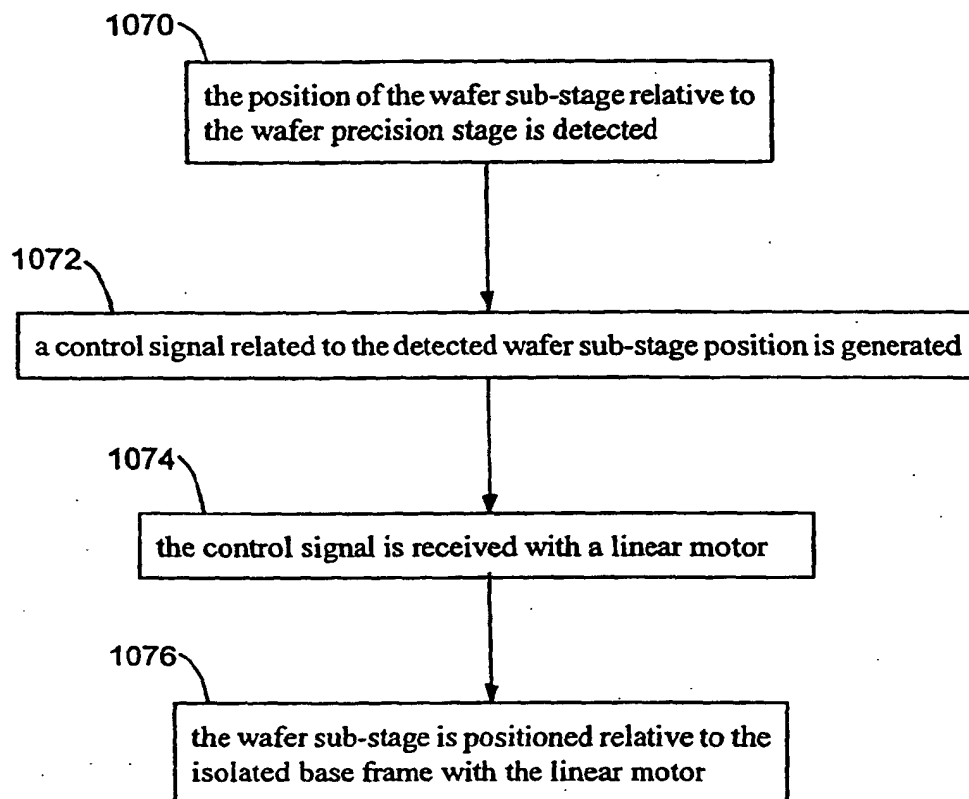 1070
the position of the wafer sub-stage relative to
the wafer precision stage is detected
1072
a control signal related to the detected wafer sub-stage position is generated
1074
the control signal is received with a linear motor
1076
the wafer sub-stage is positioned relative to the
isolated base frame with the linear motor